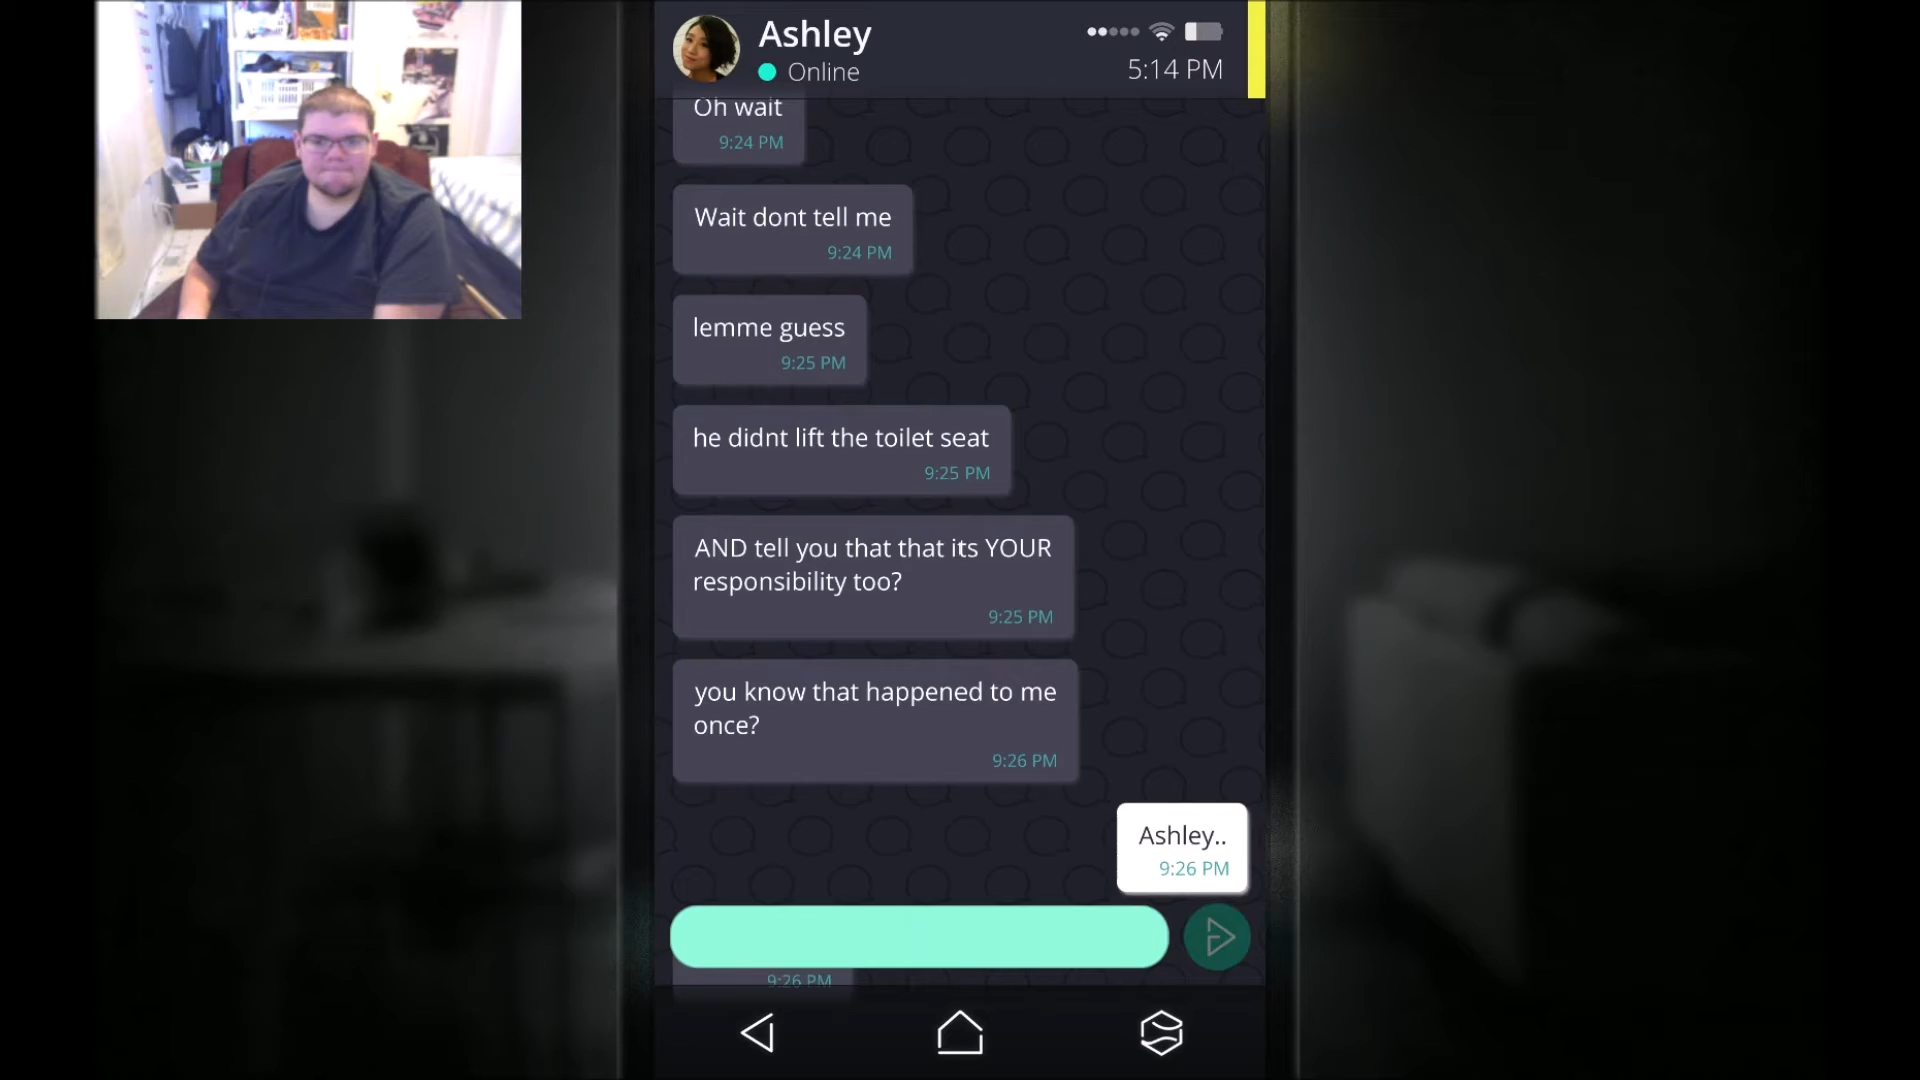 Ashley
Online
5:14 PM
Oh wait
9:24 PM
Wait dont tell me
9:24 PM
lemme guess
9:25 PM
he didnt lift the toilet seat
9:25 PM
AND tell you that that its YOUR
responsibility too?
9:25 PM
you know that happened to me
once?
9:26 PM
Ashley..
9:26 PM
9:26 PM